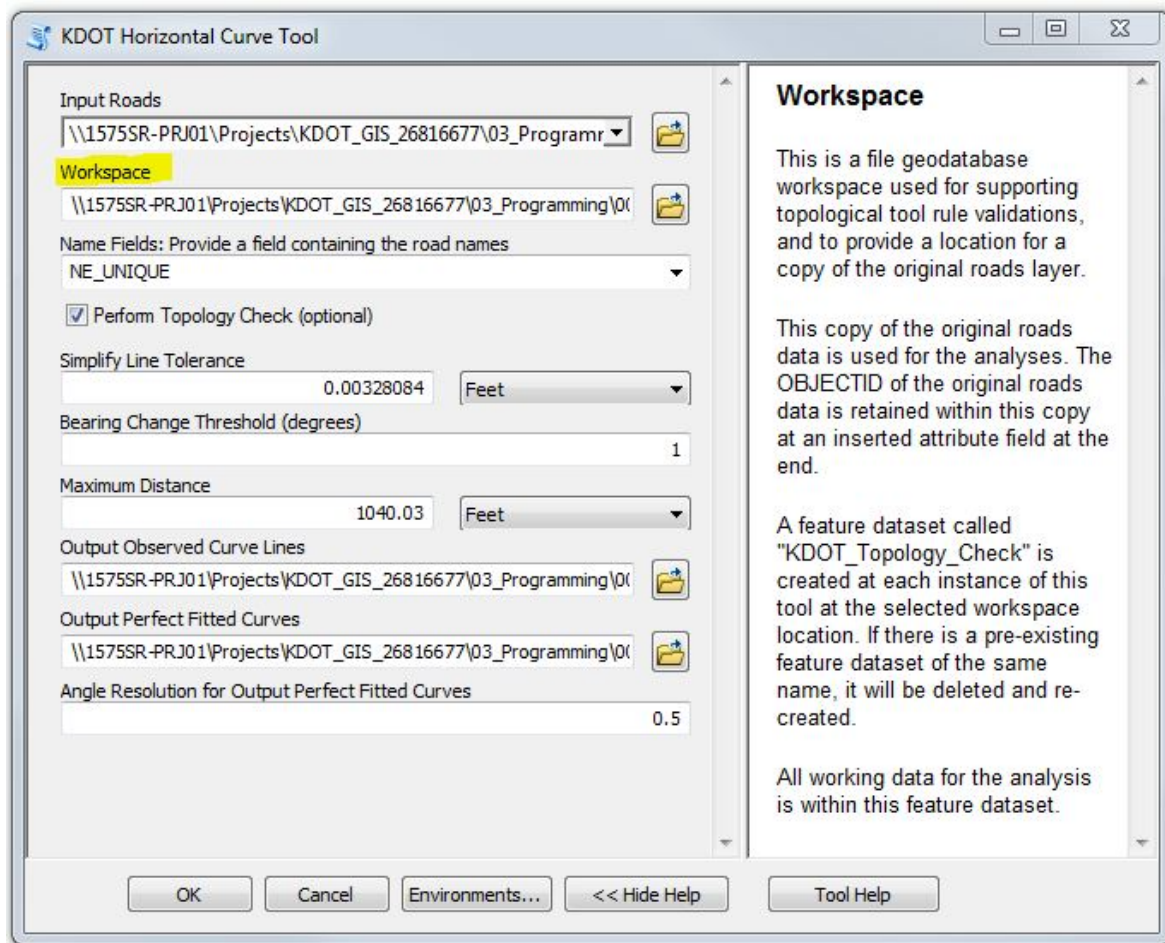 KDOT Horizontal Curve Tool
Input Roads
\\1575SR-PRJ01\Projects\KDOT_GIS_26816677\03_Programm
Workspace
\\1575SR-PRJ01\Projects\KDOT_GIS_26816677\03_Programming\00
Name Fields: Provide a field containing the road names
NE_UNIQUE
Perform Topology Check (optional)
Simplify Line Tolerance
0.00328084 Feet
Bearing Change Threshold (degrees)
1
Maximum Distance
1040.03 Feet
Output Observed Curve Lines
\\1575SR-PRJ01\Projects\KDOT_GIS_26816677\03_Programming\00
Output Perfect Fitted Curves
\\1575SR-PRJ01\Projects\KDOT_GIS_26816677\03_Programming\00
Angle Resolution for Output Perfect Fitted Curves
0.5
OK Cancel Environments... << Hide Help
Workspace
This is a file geodatabase
workspace used for supporting
topological tool rule validations,
and to provide a location for a
copy of the original roads layer.
This copy of the original roads
data is used for the analyses. The
OBJECTID of the original roads
data is retained within this copy
at an inserted attribute field at the
end.
A feature dataset called
"KDOT_Topology_Check" is
created at each instance of this
tool at the selected workspace
location. If there is a pre-existing
feature dataset of the same
name, it will be deleted and re-
created.
All working data for the analysis
is within this feature dataset.
Tool Help